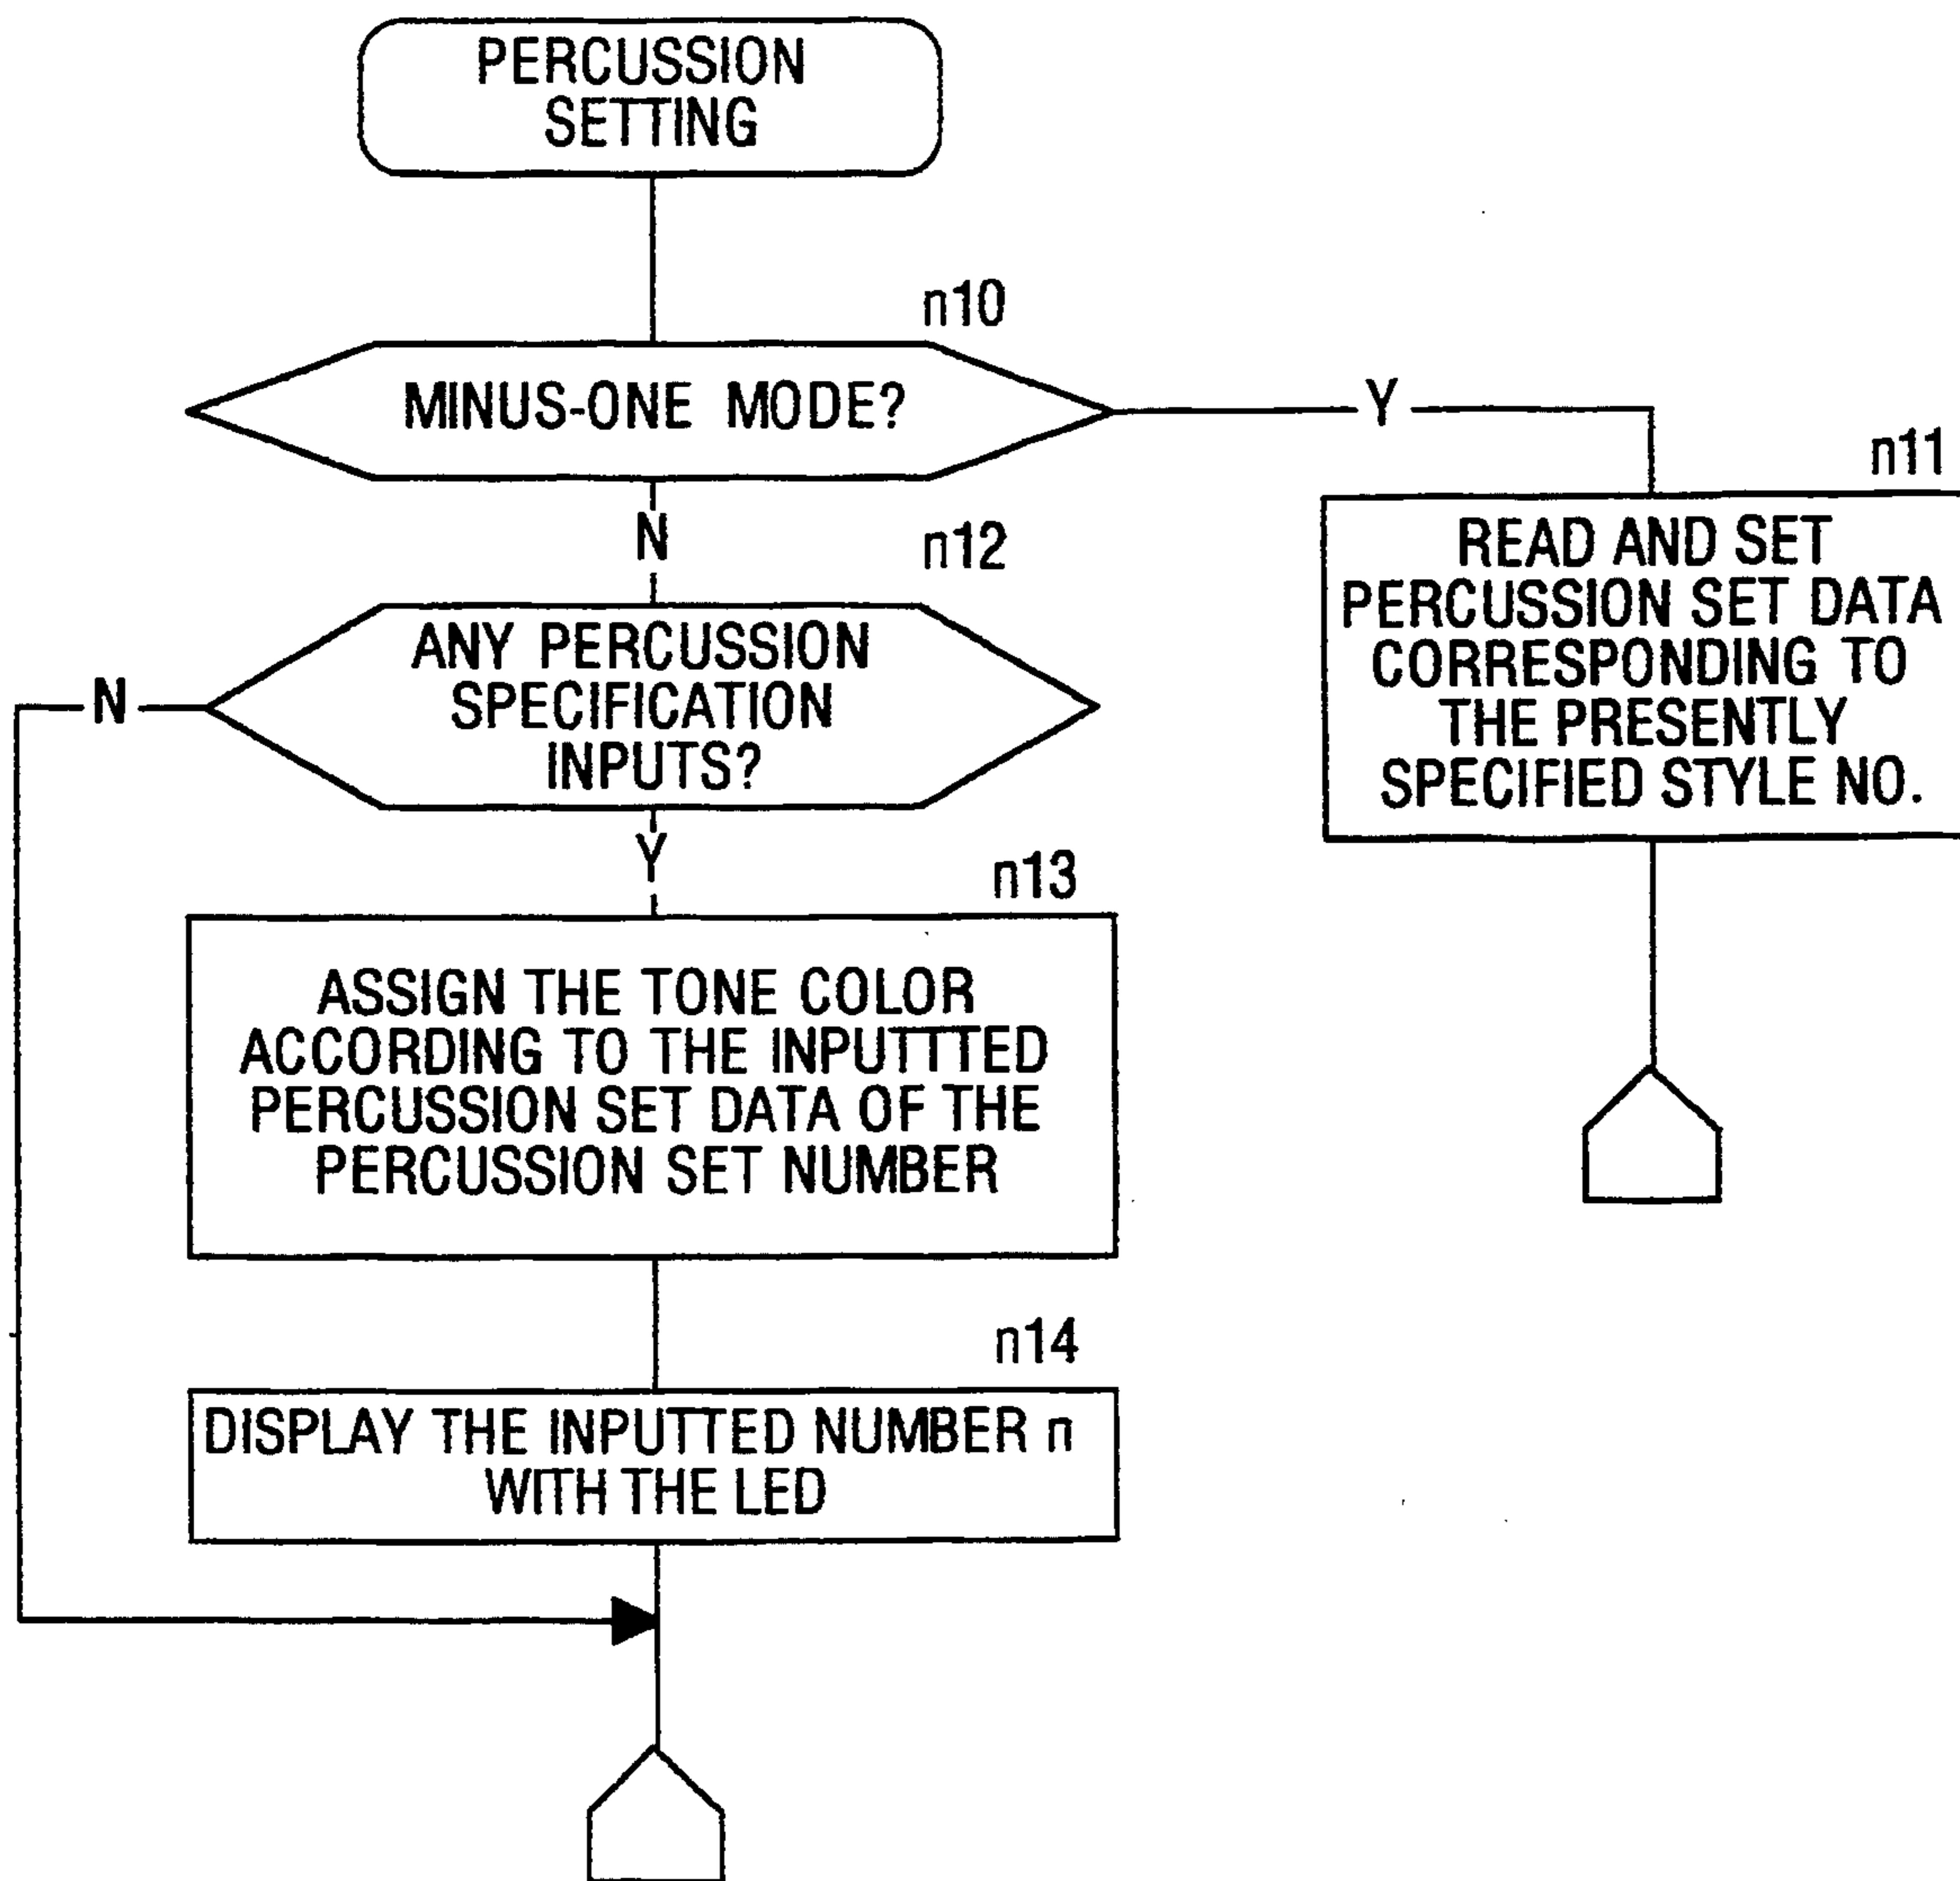 PERCUSSION
SETTING
n10
MINUS-ONE MODE?
Y
n11
READ AND SET
PERCUSSION SET DATA
CORRESPONDING TO
THE PRESENTLY
SPECIFIED STYLE NO.
N
n12
ANY PERCUSSION
SPECIFICATION
INPUTS?
N
Y
n13
ASSIGN THE TONE COLOR
ACCORDING TO THE INPUTTTED
PERCUSSION SET DATA OF THE
PERCUSSION SET NUMBER
n14
DISPLAY THE INPUTTED NUMBER n
WITH THE LED